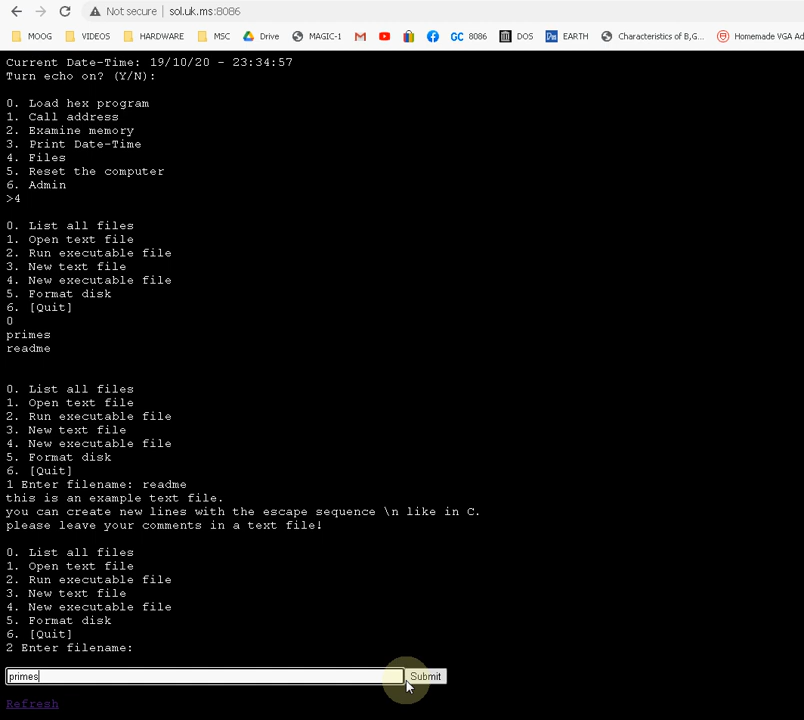 Not secure | sol.uk.ms:8086
MOOG VIDEOS HARDWARE MSC Drive MAGIC-1 GC 8086 DOS Dm EARTH Characteristics of B,G,... Homemade VGA Ad
Current Date-Time: 19/10/20 - 23:34:57
Turn echo on? (Y/N):
0. Load hex program
1. Call address
2. Examine memory
3. Print Date-Time
4. Files
5. Reset the computer
6. Admin
>4
0. List all files
1. Open text file
2. Run executable file
3. New text file
4. New executable file
5. Format disk
6. [Quit]
0
primes
readme
0. List all files
1. Open text file
2. Run executable file
3. New text file
4. New executable file
5. Format disk
6. [Quit]
1 Enter filename: readme
this is an example text file.
you can create new lines with the escape sequence \n like in C.
please leave your comments in a text file!
0. List all files
1. Open text file
2. Run executable file
3. New text file
4. New executable file
5. Format disk
6. [Quit]
2 Enter filename:
primes Submit
Refresh